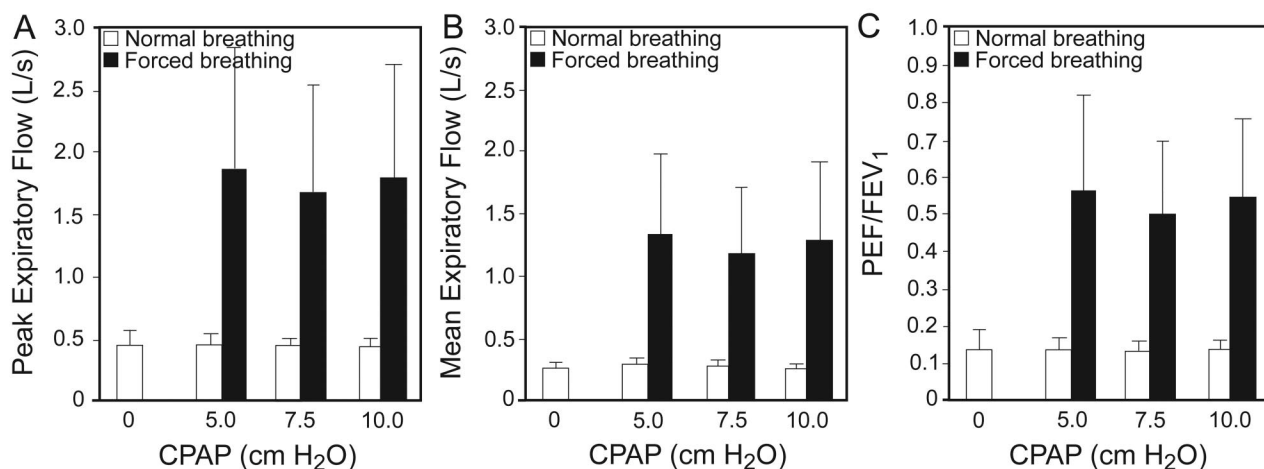 A
Peak Expiratory Flow (L/s)
3.0
2.5
2.0
1.5
1.0
0.5
0
Normal breathing
Forced breathing
0 5.0 7.5 10.0
CPAP (cm H₂O)
B
Mean Expiratory Flow (L/s)
3.0
2.5
2.0
1.5
1.0
0.5
0
Normal breathing
Forced breathing
0 5.0 7.5 10.0
CPAP (cm H₂O)
C
PEF/FEV₁
1.0
0.9
0.8
0.7
0.6
0.5
0.4
0.3
0.2
0.1
0
Normal breathing
Forced breathing
0 5.0 7.5 10.0
CPAP (cm H₂O)